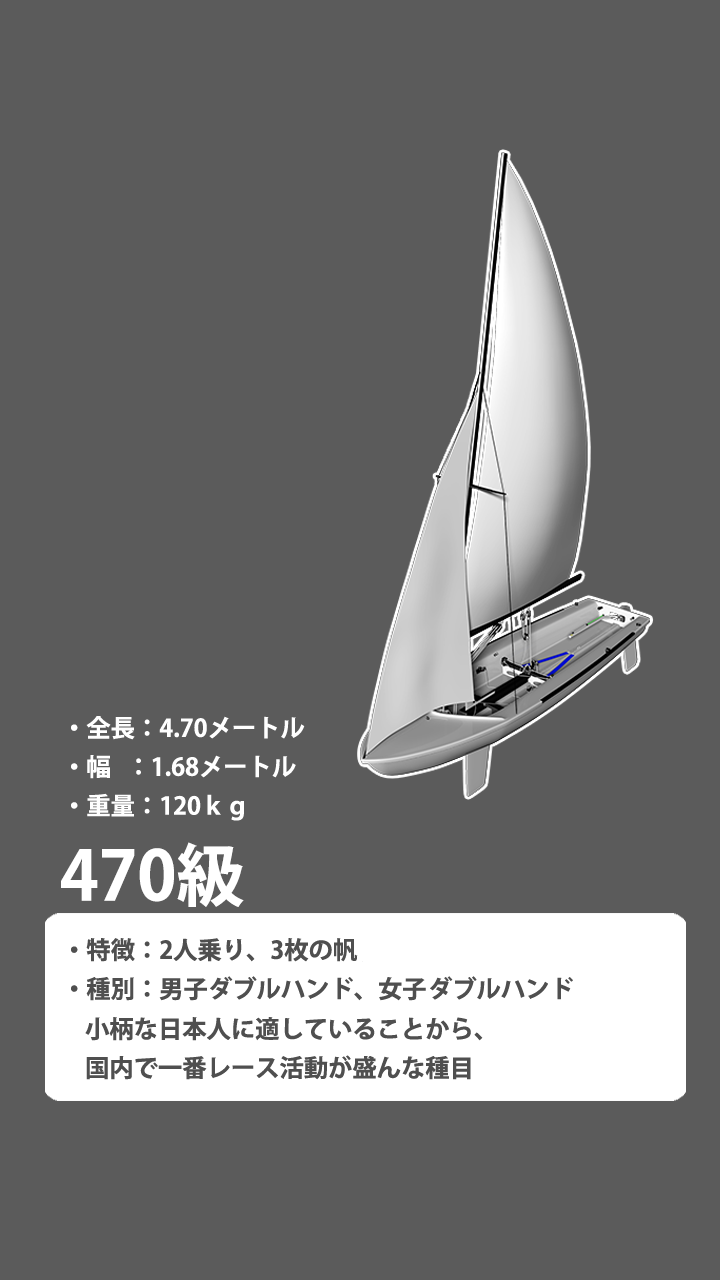 ・全長：4.70メートル
・幅　：1.68メートル
・重量：120ｋｇ
470級
・特徴：2人乗り、3枚の帆
・種別：男子ダブルハンド、女子ダブルハンド
小柄な日本人に適していることから、
国内で一番レース活動が盛んな種目